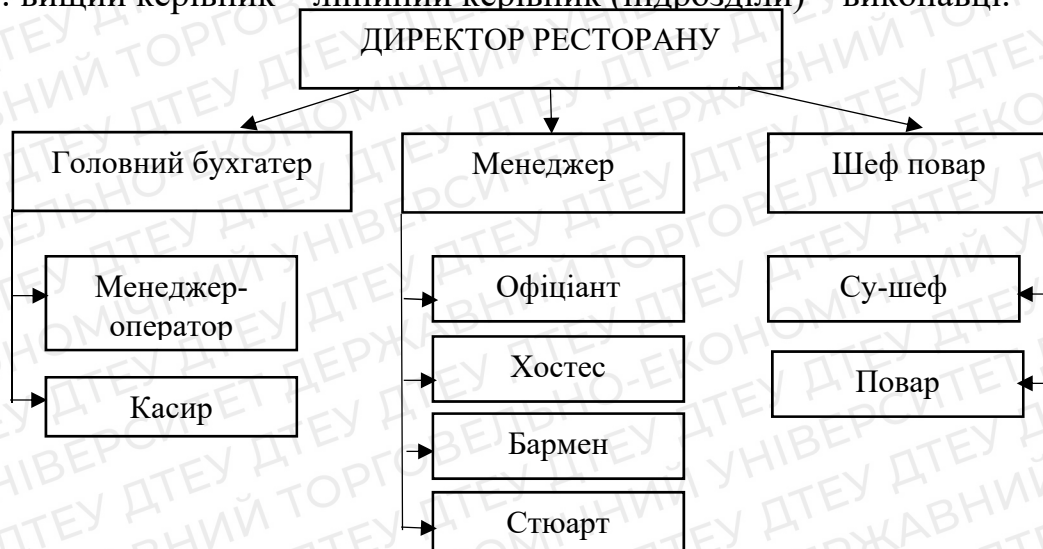 : вищий керівник – лінійний керівник (підрозділи) – виконавці.
ДИРЕКТОР РЕСТОРАНУ
Головний бухгатер
Менеджер
Шеф повар
Менеджер-
оператор
Касир
Офіціант
Хостес
Бармен
Стюарт
Су-шеф
Повар